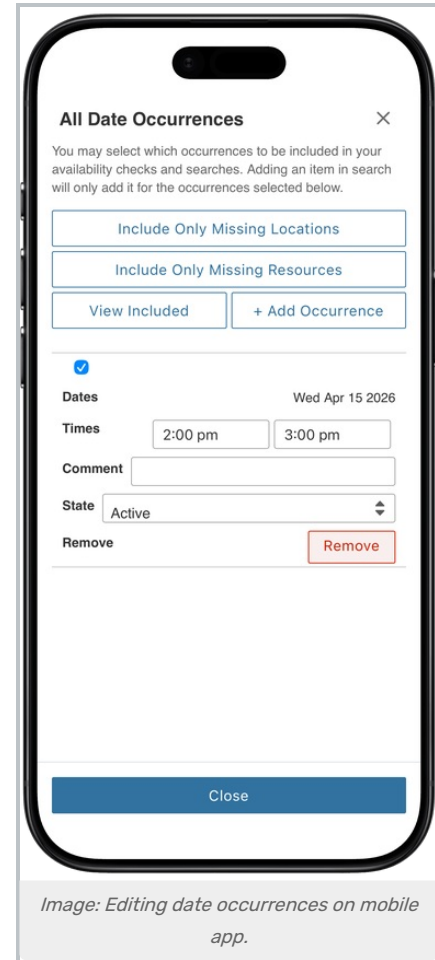 All Date Occurrences
You may select which occurrences to be included in your
availability checks and searches. Adding an item in search
will only add it for the occurrences selected below.
Include Only Missing Locations
Include Only Missing Resources
View Included
+ Add Occurrence
Dates Wed Apr 15 2026
Times 2:00 pm 3:00 pm
Comment
State Active
Remove Remove
Close
Image: Editing date occurrences on mobile
app.